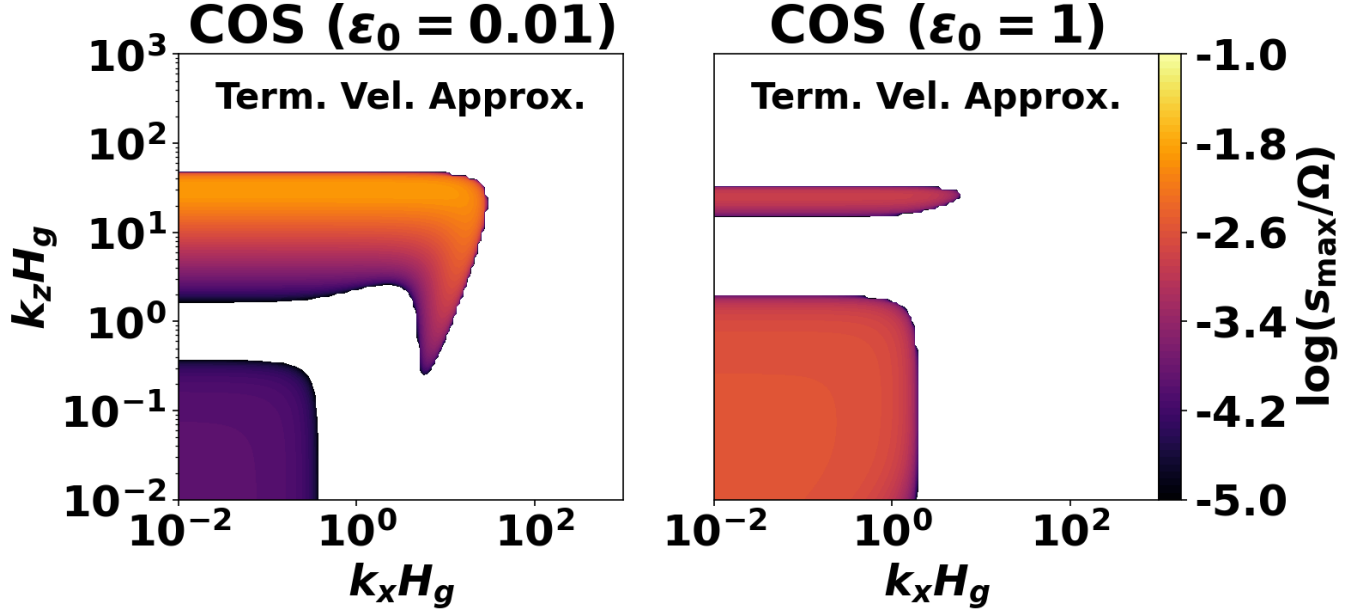 COS (ε₀ = 0.01)
COS (ε₀ = 1)
Term. Vel. Approx.
Term. Vel. Approx.
10³
10²
10¹
10⁰
10⁻¹
10⁻²
k_zH_g
10⁻²
10⁰
10²
k_xH_g
10⁻²
10⁰
10²
k_xH_g
-1.0
-1.8
-2.6
-3.4
-4.2
-5.0
log(s_max/Ω)